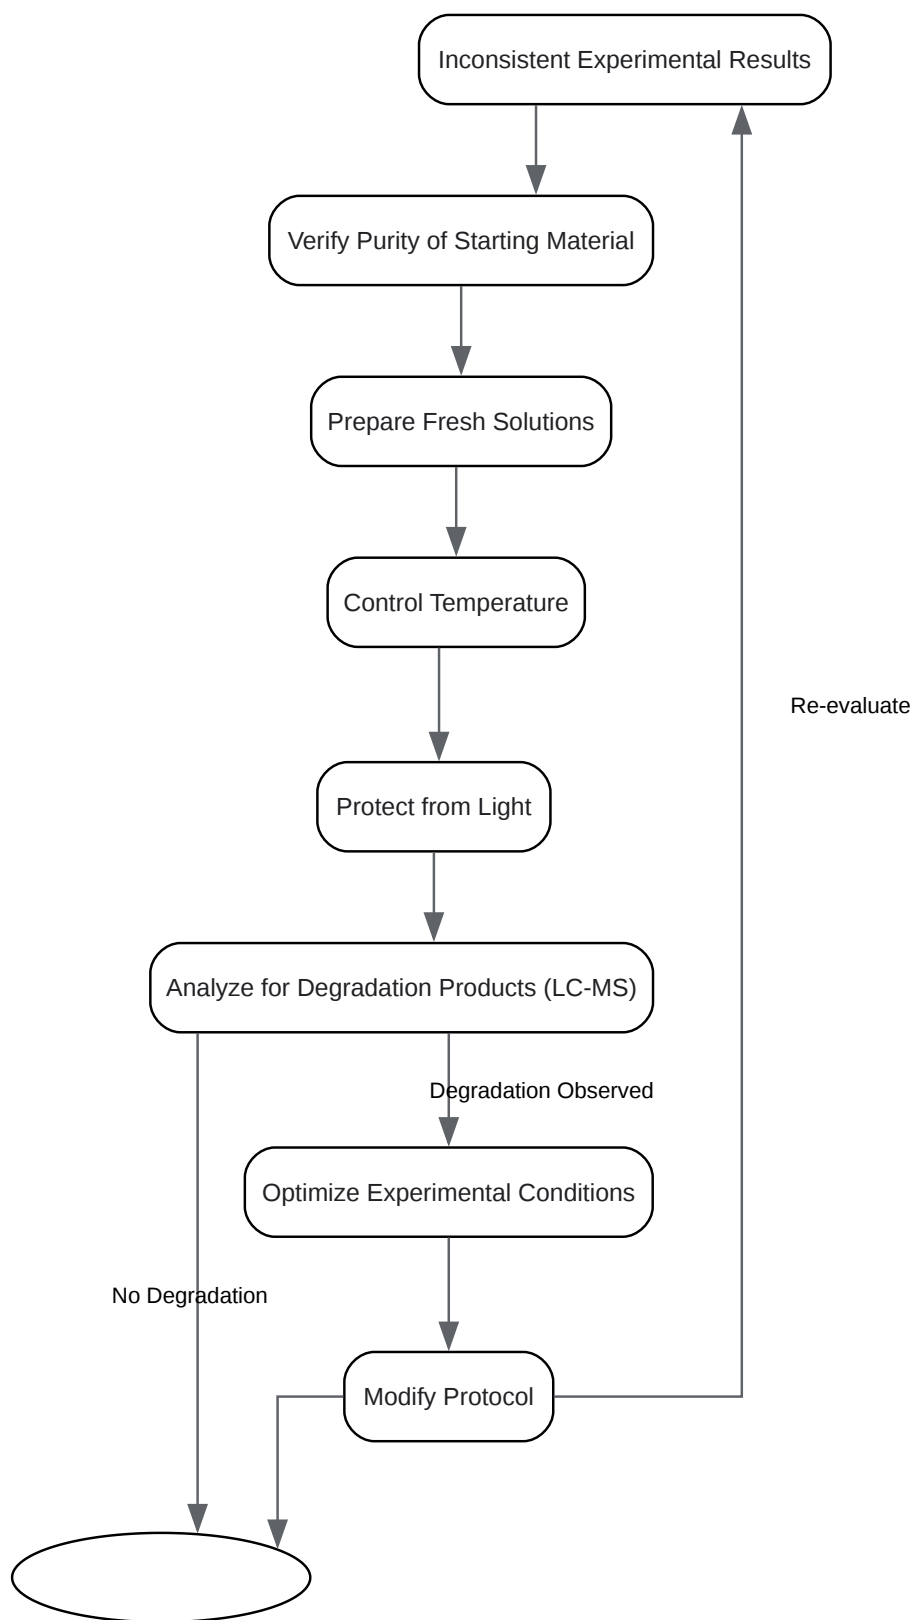 Inconsistent Experimental Results
Verify Purity of Starting Material
Prepare Fresh Solutions
Control Temperature
Re-evaluate
Protect from Light
Analyze for Degradation Products (LC-MS)
Degradation Observed
Optimize Experimental Conditions
No Degradation
Modify Protocol